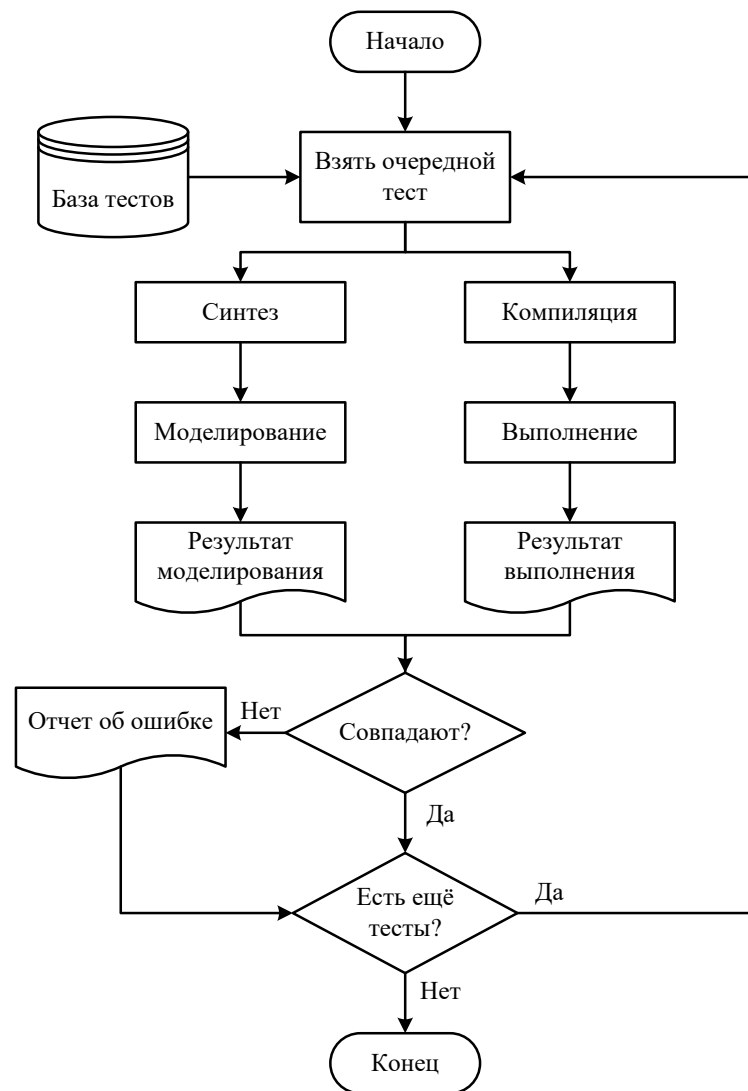 Начало
База тестов
Взять очередной
тест
Синтез
Компиляция
Моделирование
Выполнение
Результат
моделирования
Результат
выполнения
Отчет об ошибке
Нет
Совпадают?
Да
Есть ещё
тесты?
Да
Нет
Конец